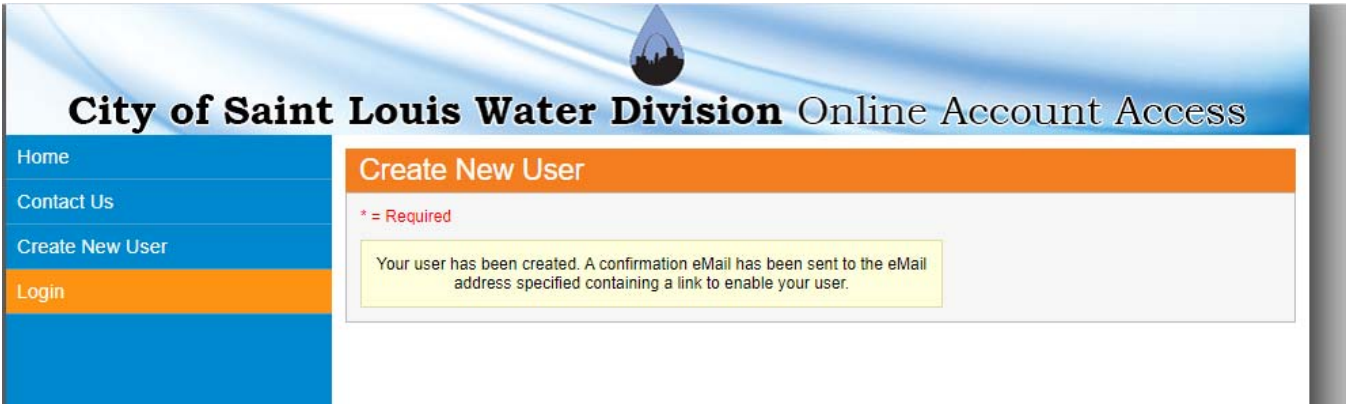 City of Saint Louis Water Division Online Account Access
Home
Contact Us
Create New User
Login
Create New User
* = Required
Your user has been created. A confirmation eMail has been sent to the eMail
address specified containing a link to enable your user.